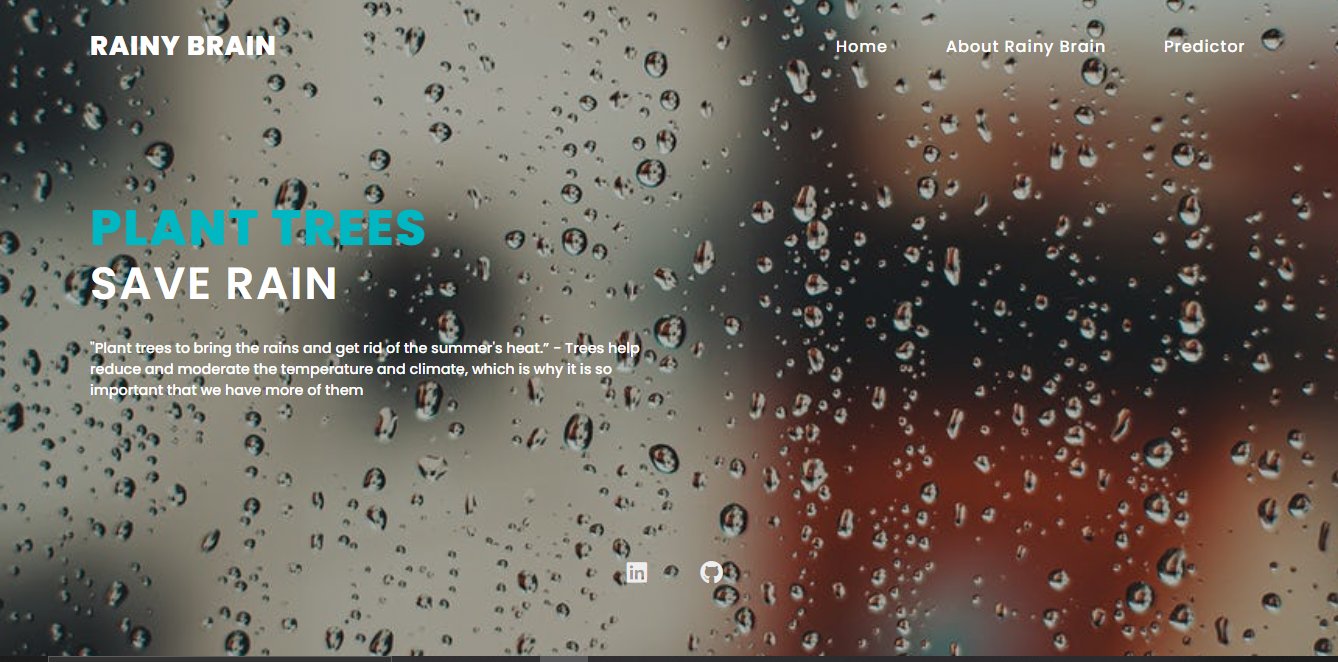 RAINY BRAIN
Home About Rainy Brain Predictor
PLANT TREES
SAVE RAIN
"Plant trees to bring the rains and get rid of the summer's heat.” - Trees help
reduce and moderate the temperature and climate, which is why it is so
important that we have more of them
in